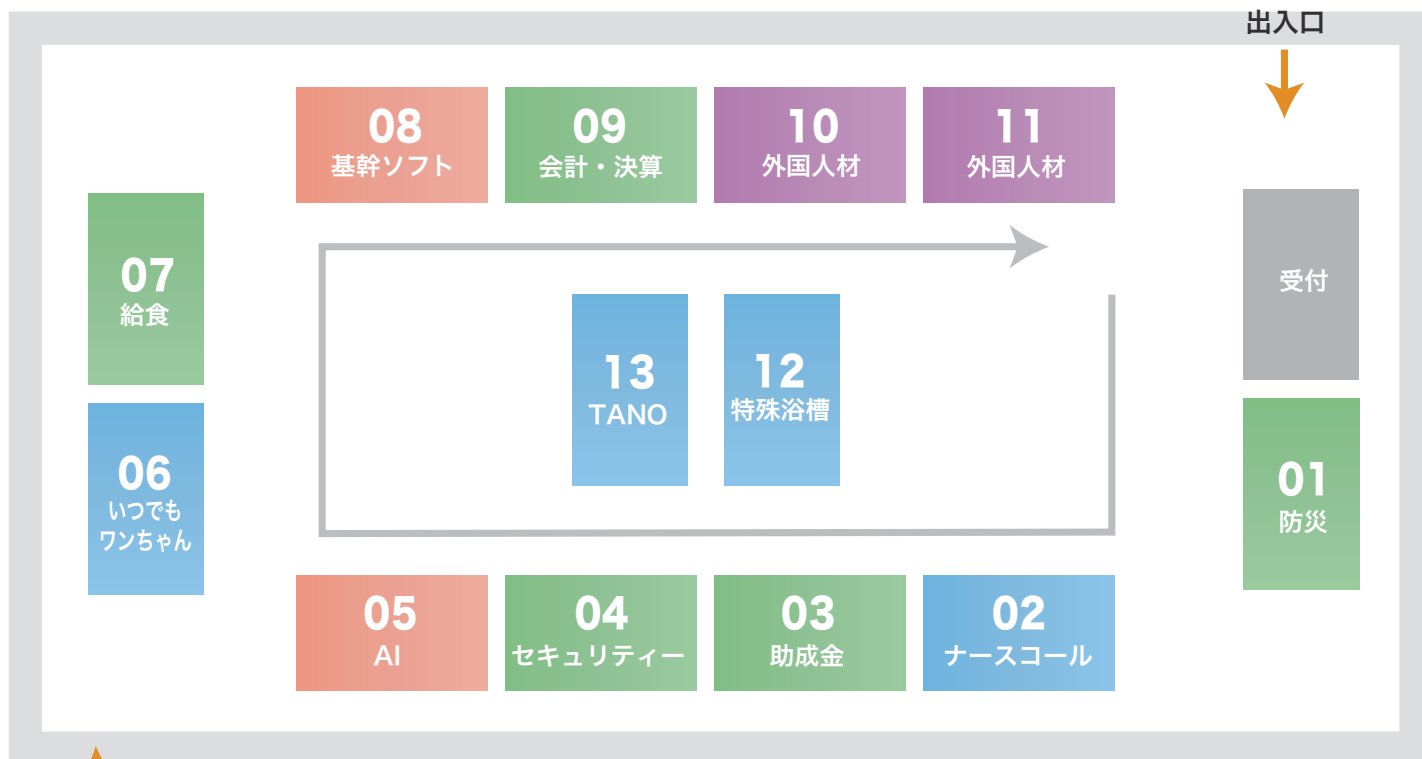 出入口
08
基幹ソフト
09
会計・決算
10
外国人材
11
外国人材
07
給食
受付
13
TANO
12
特殊浴槽
06
いつでも
ワンちゃん
01
防災
05
AI
04
セキュリティー
03
助成金
02
ナースコール